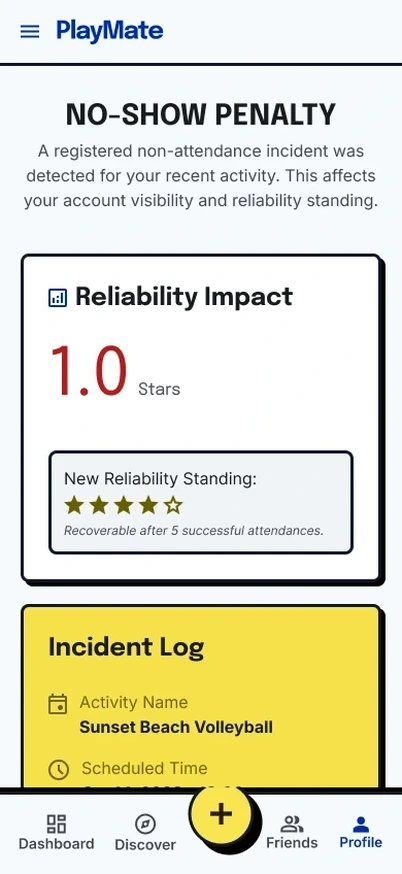 PlayMate
NO-SHOW PENALTY
A registered non-attendance incident was
detected for your recent activity. This affects
your account visibility and reliability standing.
Reliability Impact
1.0 Stars
New Reliability Standing:
Recoverable after 5 successful attendances.
Incident Log
Activity Name
Sunset Beach Volleyball
Scheduled Time
Dashboard
Discover
Friends
Profile